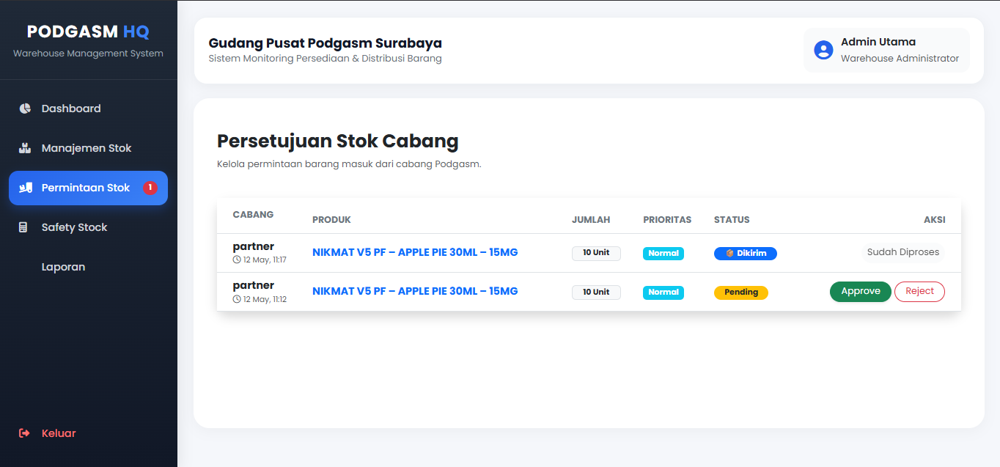 PODGASM HQ
Warehouse Management System
Dashboard
Manajemen Stok
Permintaan Stok 1
Safety Stock
Laporan
Keluar
Gudang Pusat Podgasm Surabaya
Sistem Monitoring Persediaan & Distribusi Barang
Admin Utama
Warehouse Administrator
Persetujuan Stok Cabang
Kelola permintaan barang masuk dari cabang Podgasm.
CABANG PRODUK JUMLAH PRIORITAS STATUS AKSI
partner
12 May, 11:17
NIKMAT V5 PF – APPLE PIE 30ML – 15MG 10 Unit Normal Dikirim Sudah Diproses
partner
12 May, 11:12
NIKMAT V5 PF – APPLE PIE 30ML – 15MG 10 Unit Normal Pending Approve Reject